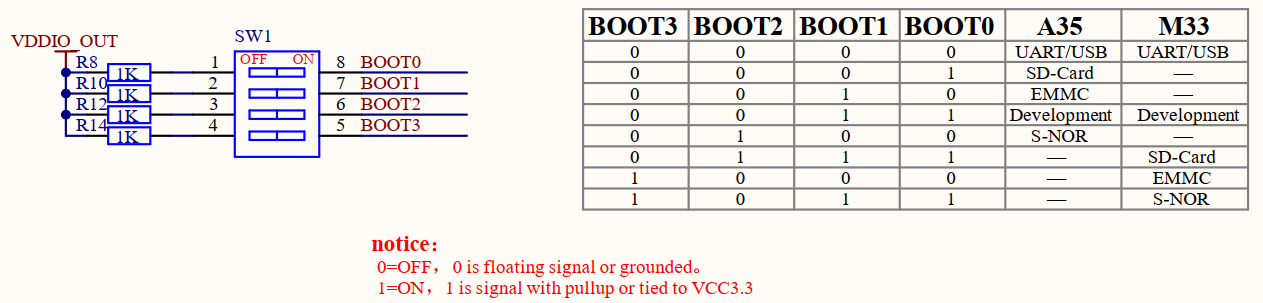 VDDIO_OUT
SW1
OFF ON
R8 1K 1 8 BOOT0
R10 1K 2 7 BOOT1
R12 1K 3 6 BOOT2
R14 1K 4 5 BOOT3
BOOT3 BOOT2 BOOT1 BOOT0 A35 M33
0 0 0 0 UART/USB UART/USB
0 0 0 1 SD-Card —
0 0 1 0 EMMC —
0 0 1 1 Development Development
0 1 0 0 S-NOR —
0 1 1 1 — SD-Card
1 0 0 0 — EMMC
1 0 1 1 — S-NOR
notice：
0=OFF， 0 is floating signal or grounded。
1=ON， 1 is signal with pullup or tied to VCC3.3